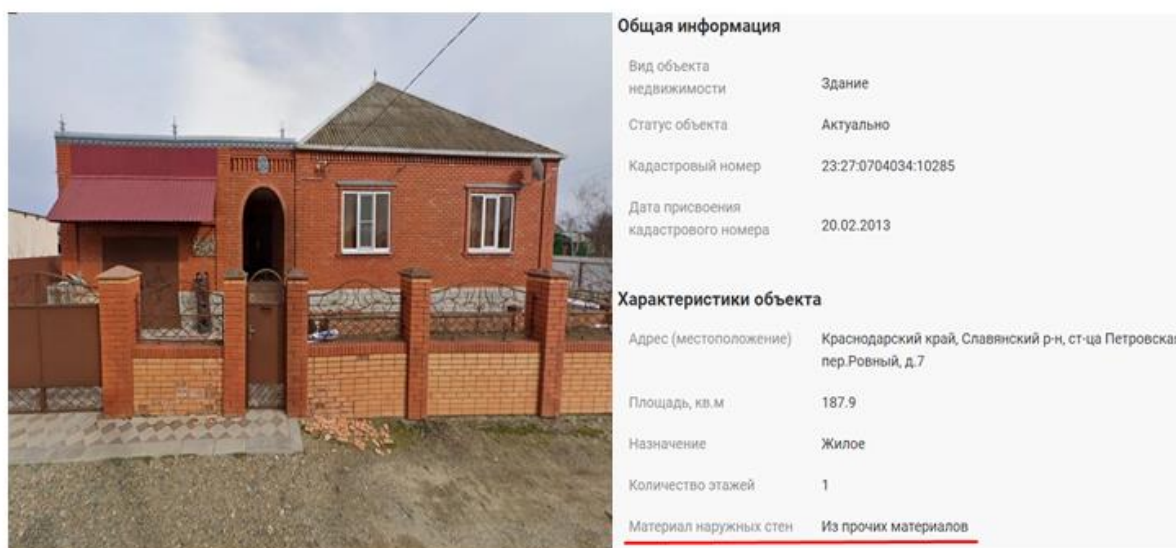 Общая информация
Вид объекта
недвижимости
Здание
Статус объекта
Актуально
Кадастровый номер
23:27:0704034:10285
Дата присвоения
кадастрового номера
20.02.2013
Характеристики объекта
Адрес (местоположение)
Краснодарский край, Славянский р-н, ст-ца Петровская
пер.Ровный, д.7
Площадь, кв.м
187.9
Назначение
Жилое
Количество этажей
1
Материал наружных стен
Из прочих материалов